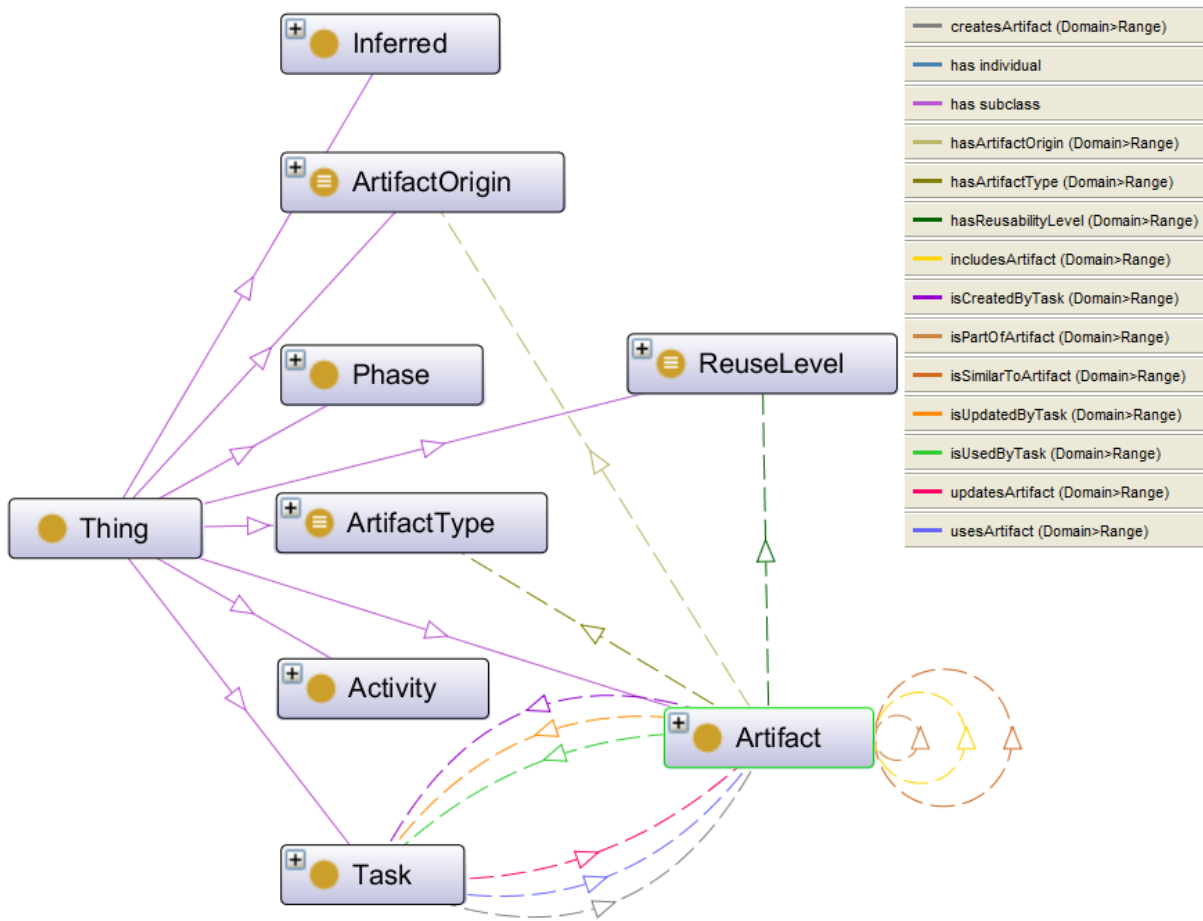 Inferred
ArtifactOrigin
Phase
ReuseLevel
Thing
ArtifactType
Activity
Artifact
Task
createsArtifact (Domain>Range)
has individual
has subclass
hasArtifactOrigin (Domain>Range)
hasArtifactType (Domain>Range)
hasReusabilityLevel (Domain>Range)
includesArtifact (Domain>Range)
isCreatedByTask (Domain>Range)
isPartOfArtifact (Domain>Range)
isSimilarToArtifact (Domain>Range)
isUpdatedByTask (Domain>Range)
isUsedByTask (Domain>Range)
updatesArtifact (Domain>Range)
usesArtifact (Domain>Range)